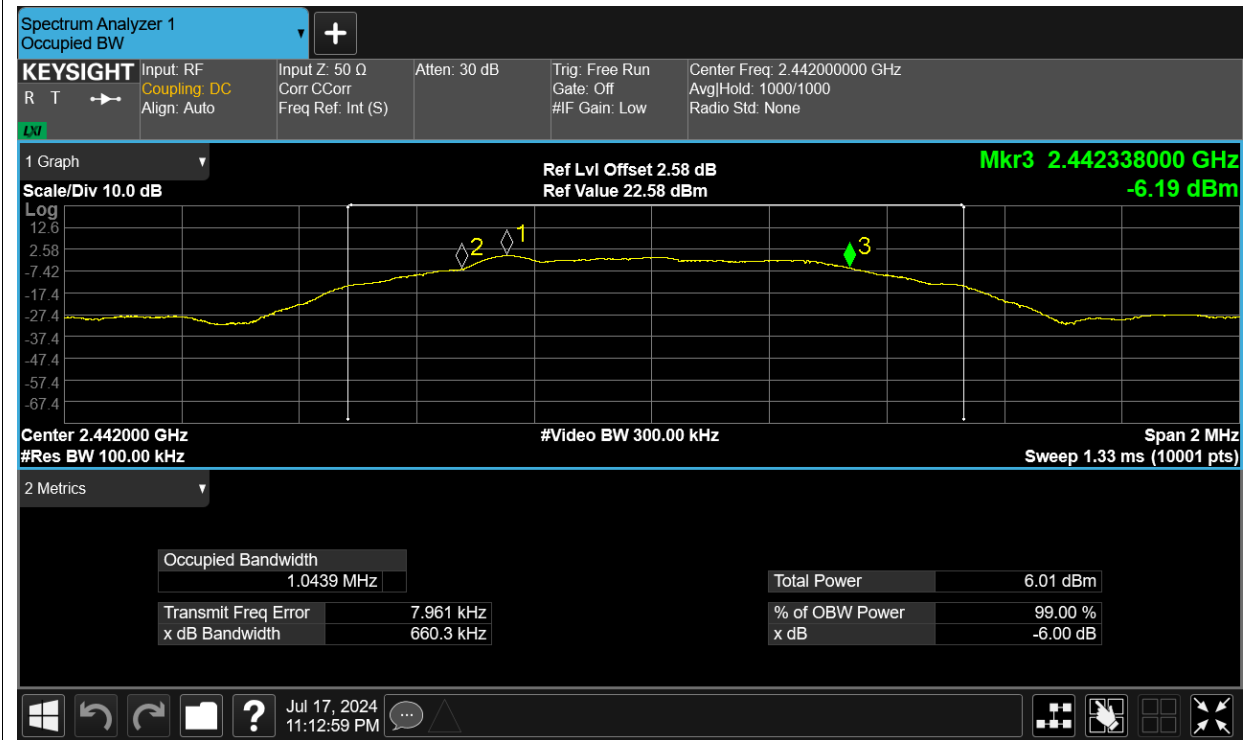 Spectrum Analyzer 1
Occupied BW
KEYSIGHT
R T
LXI
Input: RF
Coupling: DC
Align: Auto
Input Z: 50 Ω
Corr CCorr
Freq Ref: Int (S)
Atten: 30 dB
Trig: Free Run
Gate: Off
#IF Gain: Low
Center Freq: 2.442000000 GHz
Avg|Hold: 1000/1000
Radio Std: None
1 Graph
Scale/Div 10.0 dB
Ref Lvl Offset 2.58 dB
Ref Value 22.58 dBm
Mkr3 2.442338000 GHz
-6.19 dBm
Log
12.6
2.58
-7.42
-17.4
-27.4
-37.4
-47.4
-57.4
-67.4
2
1
3
Center 2.442000 GHz
#Res BW 100.00 kHz
#Video BW 300.00 kHz
Span 2 MHz
Sweep 1.33 ms (10001 pts)
2 Metrics
Occupied Bandwidth
1.0439 MHz
Transmit Freq Error 7.961 kHz
x dB Bandwidth 660.3 kHz
Total Power 6.01 dBm
% of OBW Power 99.00 %
x dB -6.00 dB
?
Jul 17, 2024
11:12:59 PM